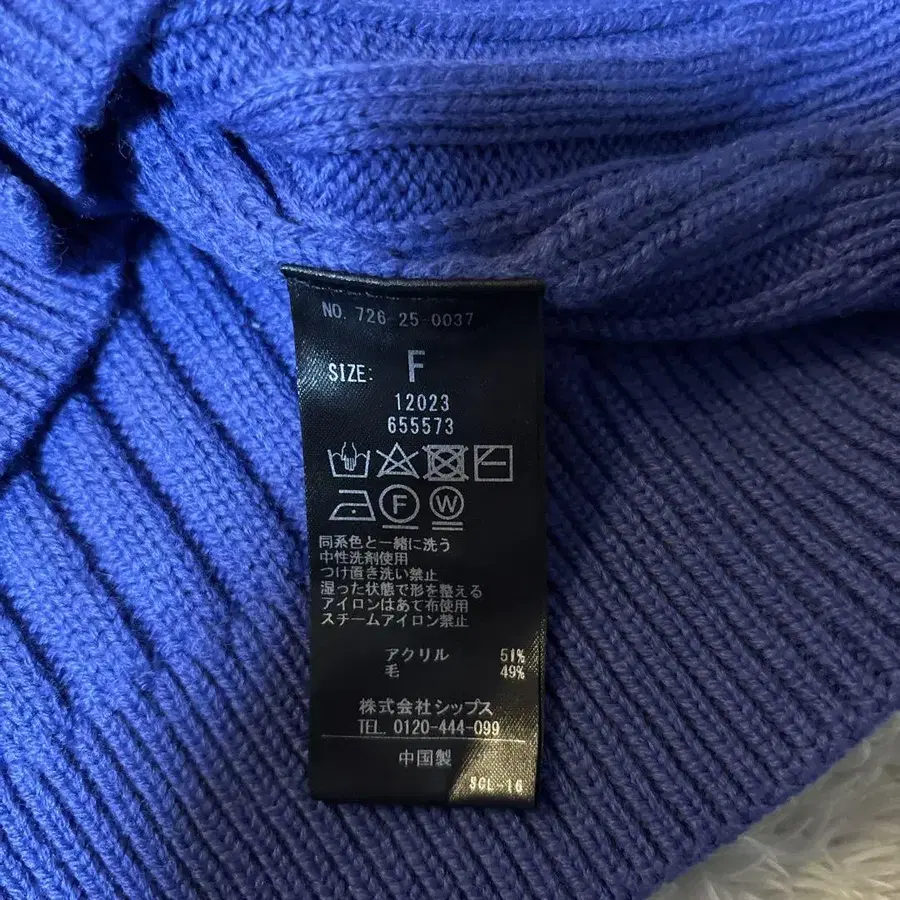 NO. 726-25-0037
SIZE: F
12023
655573
F W
同系色と一緒に洗う
中性洗剤使用
つけ置き洗い禁止
湿った状態で形を整える
アイロンはあて布使用
スチームアイロン禁止
アクリル 51%
毛 49%
株式会社シップス
TEL. 0120-444-099
中国製
SGL-16